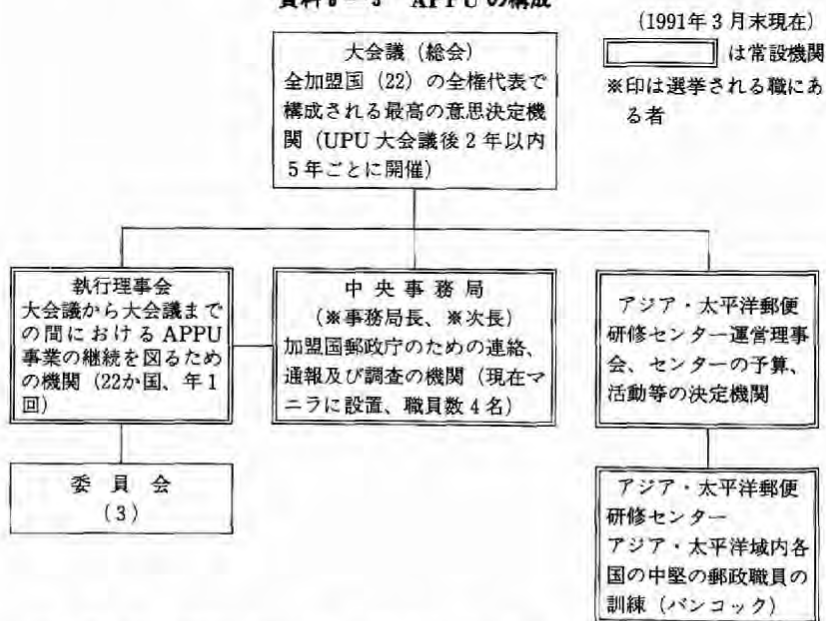 APPUの構成
(1991年3月末現在)
は常設機関
※印は選挙される職にあ
る者
大会議(総会)
全加盟国(22)の全権代表で
構成される最高の意思決定機
関(UPU大会議後2年以内
5年ごとに開催)
執行理事会
大会議から大会議まで
の間におけるAPPU
事業の継続を図るため
の機関(22か国、年1
回)
中央事務局
(※事務局長、※次長)
加盟国郵政庁のための連絡、
通報及び調査の機関(現在マ
ニラに設置、職員数4名)
アジア・太平洋郵便
研修センター運営理事
会、センターの予算、
活動等の決定機関
委員会
(3)
アジア・太平洋郵便
研修センター
アジア・太平洋域内各
国の中堅の郵政職員の
訓練(バンコック)